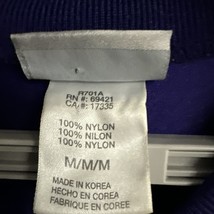 R701A
RN #: 69421
CA #: 17335
100% NYLON
100% NILON
100% NYLON
M/M/M
MADE IN KOREA
HECHO EN COREA
FABRIQUE EN COREE